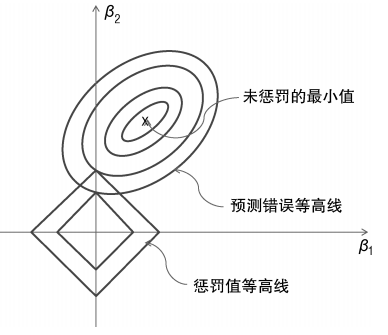 β₂
x
未惩罚的最小值
预测错误等高线
β₁
惩罚值等高线